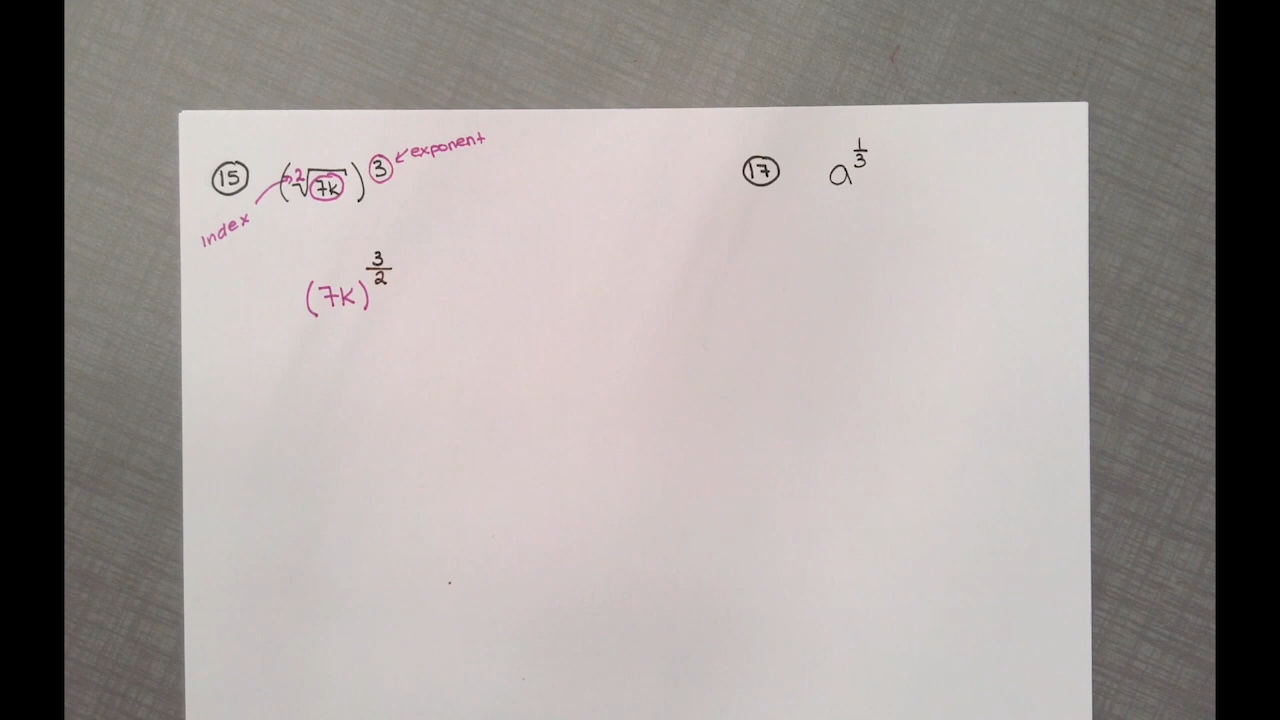 15 (²√7k)³ ← exponent
index
(7k)^(3/2)
17 a^(1/3)